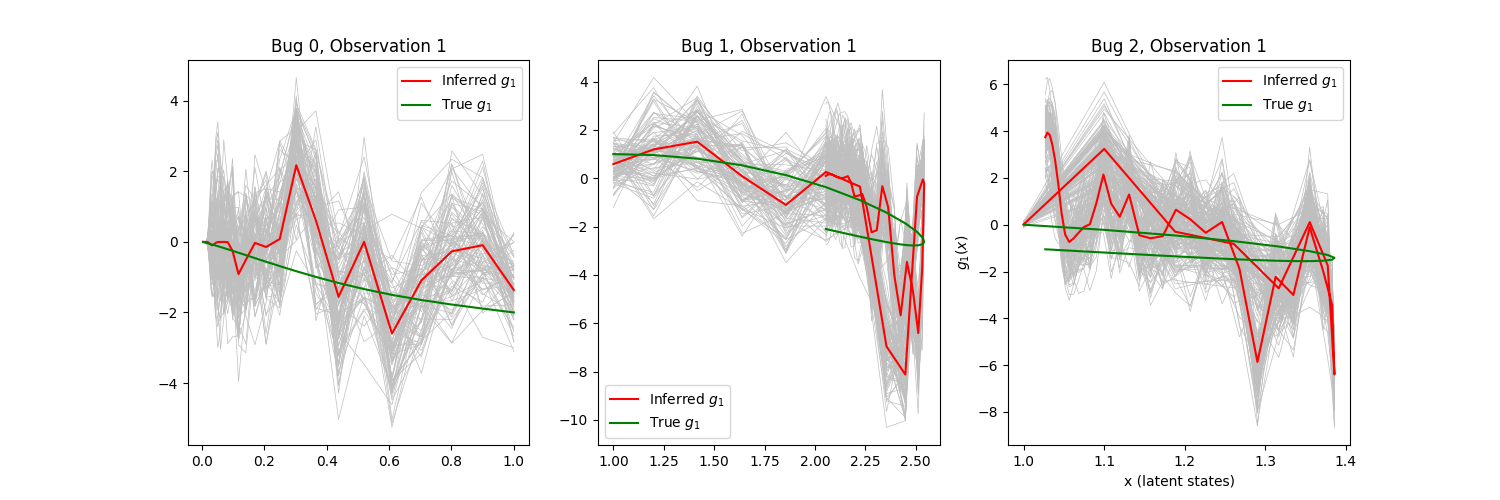 Bug 0, Observation 1
Inferred g₁
True g₁
4
2
0
−2
−4
0.0 0.2 0.4 0.6 0.8 1.0
Bug 1, Observation 1
4
2
0
−2
−4
−6
−8
−10
Inferred g₁
True g₁
1.00 1.25 1.50 1.75 2.00 2.25 2.50
Bug 2, Observation 1
Inferred g₁
True g₁
g₁(x)
6
4
2
0
−2
−4
−6
−8
1.0 1.1 1.2 1.3 1.4
x (latent states)